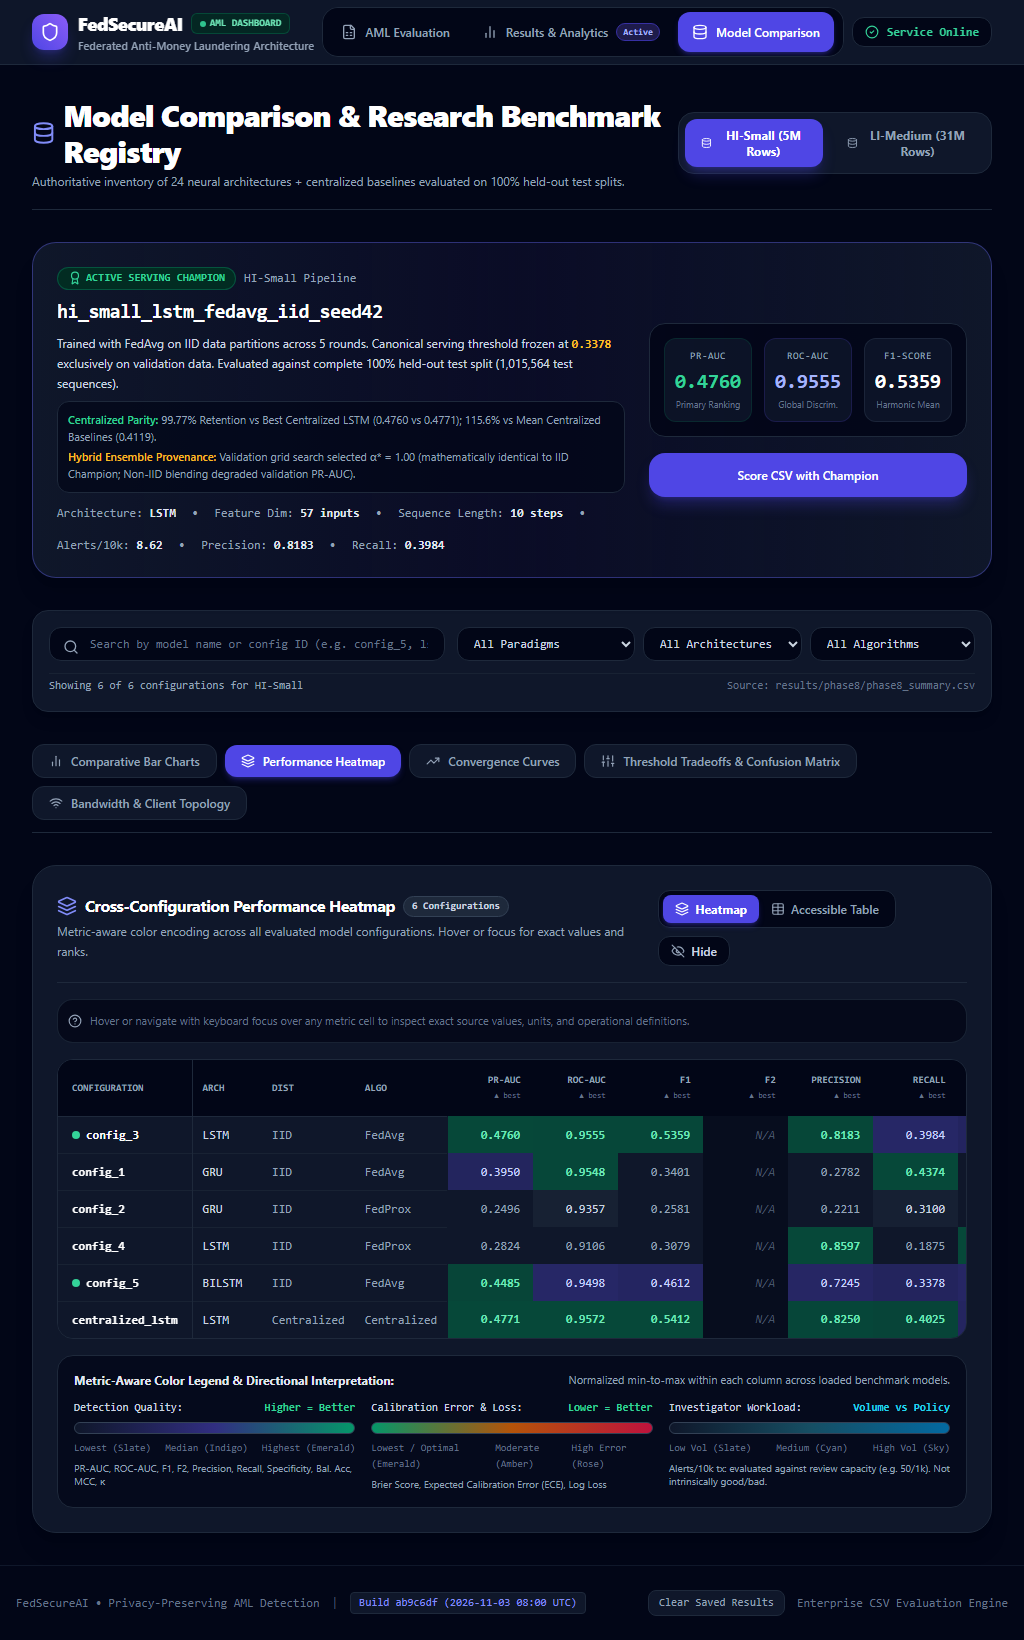 FedSecureAI
AML DASHBOARD
Federated Anti-Money Laundering Architecture
AML Evaluation
Results & Analytics
Active
Model Comparison
Service Online
Model Comparison & Research Benchmark
Registry
Authoritative inventory of 24 neural architectures + centralized baselines evaluated on 100% held-out test splits.
HI-Small (5M
Rows)
LI-Medium (31M
Rows)
ACTIVE SERVING CHAMPION
HI-Small Pipeline
hi_small_lstm_fedavg_iid_seed42
Trained with FedAvg on IID data partitions across 5 rounds. Canonical serving threshold frozen at 0.3378
exclusively on validation data. Evaluated against complete 100% held-out test split (1,015,564 test
sequences).
Centralized Parity: 99.77% Retention vs Best Centralized LSTM (0.4760 vs 0.4771); 115.6% vs Mean Centralized
Baselines (0.4119).
Hybrid Ensemble Provenance: Validation grid search selected α* = 1.00 (mathematically identical to IID
Champion; Non-IID blending degraded validation PR-AUC).
Architecture: LSTM • Feature Dim: 57 inputs • Sequence Length: 10 steps •
Alerts/10k: 8.62 • Precision: 0.8183 • Recall: 0.3984
PR-AUC
0.4760
Primary Ranking
ROC-AUC
0.9555
Global Discrim.
F1-SCORE
0.5359
Harmonic Mean
Score CSV with Champion
Search by model name or config ID (e.g. config_5, l
All Paradigms
All Architectures
All Algorithms
Showing 6 of 6 configurations for HI-Small
Source: results/phase8/phase8_summary.csv
Comparative Bar Charts
Performance Heatmap
Convergence Curves
Threshold Tradeoffs & Confusion Matrix
Bandwidth & Client Topology
Cross-Configuration Performance Heatmap
6 Configurations
Metric-aware color encoding across all evaluated model configurations. Hover or focus for exact values and
ranks.
Heatmap
Accessible Table
Hide
Hover or navigate with keyboard focus over any metric cell to inspect exact source values, units, and operational definitions.
CONFIGURATION ARCH DIST ALGO PR-AUC ROC-AUC F1 F2 PRECISION RECALL
▲ best ▲ best ▲ best ▲ best ▲ best ▲ best
config_3 LSTM IID FedAvg 0.4760 0.9555 0.5359 N/A 0.8183 0.3984
config_1 GRU IID FedAvg 0.3950 0.9548 0.3401 N/A 0.2782 0.4374
config_2 GRU IID FedProx 0.2496 0.9357 0.2581 N/A 0.2211 0.3100
config_4 LSTM IID FedProx 0.2824 0.9106 0.3079 N/A 0.8597 0.1875
config_5 BILSTM IID FedAvg 0.4485 0.9498 0.4612 N/A 0.7245 0.3378
centralized_lstm LSTM Centralized Centralized 0.4771 0.9572 0.5412 N/A 0.8250 0.4025
Metric-Aware Color Legend & Directional Interpretation:
Normalized min-to-max within each column across loaded benchmark models.
Detection Quality: Higher = Better
Lowest (Slate) Median (Indigo) Highest (Emerald)
PR-AUC, ROC-AUC, F1, F2, Precision, Recall, Specificity, Bal. Acc,
MCC, κ
Calibration Error & Loss: Lower = Better
Lowest / Optimal
(Emerald)
Moderate
(Amber)
High Error
(Rose)
Brier Score, Expected Calibration Error (ECE), Log Loss
Investigator Workload: Volume vs Policy
Low Vol (Slate) Medium (Cyan) High Vol (Sky)
Alerts/10k tx: evaluated against review capacity (e.g. 50/1k). Not
intrinsically good/bad.
FedSecureAI • Privacy-Preserving AML Detection |
Build ab9c6df (2026-11-03 08:00 UTC)
Clear Saved Results
Enterprise CSV Evaluation Engine